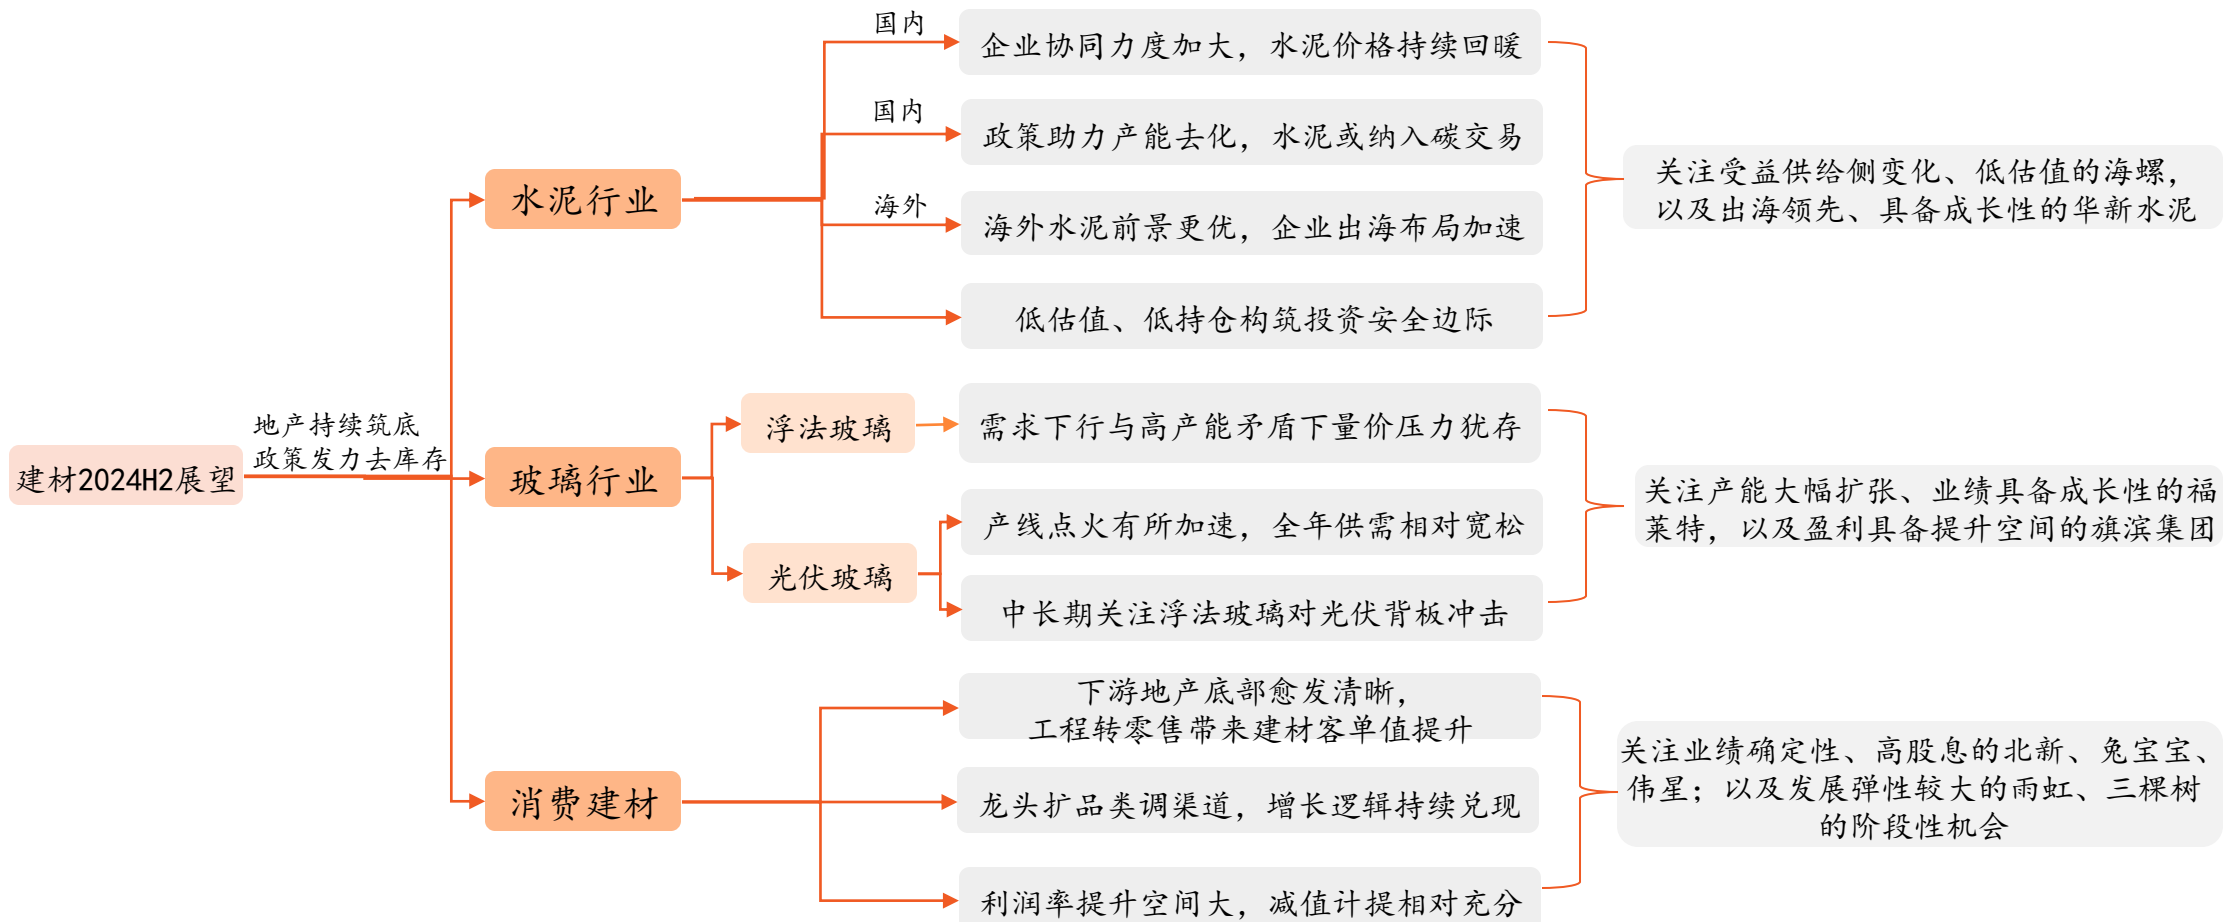 建材2024H2展望
地产持续筑底
政策发力去库存
水泥行业
国内
企业协同力度加大，水泥价格持续回暖
国内
政策助力产能去化，水泥或纳入碳交易
海外
海外水泥前景更优，企业出海布局加速
低估值、低持仓构筑投资安全边际
关注受益供给侧变化、低估值的海螺，
以及出海领先、具备成长性的华新水泥
玻璃行业
浮法玻璃
需求下行与高产能矛盾下量价压力犹存
光伏玻璃
产线点火有所加速，全年供需相对宽松
中长期关注浮法玻璃对光伏背板冲击
关注产能大幅扩张、业绩具备成长性的福
莱特，以及盈利具备提升空间的旗滨集团
消费建材
下游地产底部愈发清晰，
工程转零售带来建材客单值提升
龙头扩品类调渠道，增长逻辑持续兑现
利润率提升空间大，减值计提相对充分
关注业绩确定性、高股息的北新、兔宝宝、
伟星；以及发展弹性较大的雨虹、三棵树
的阶段性机会